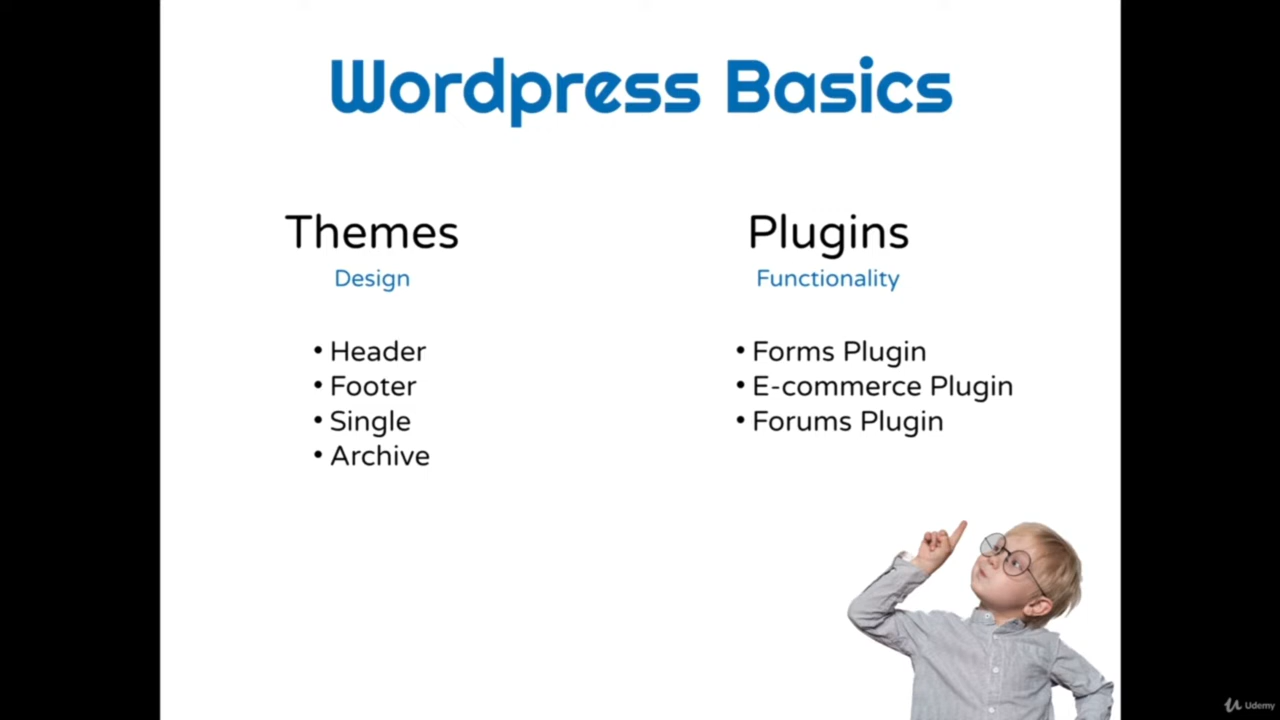 Wordpress Basics
Themes
Design
• Header
• Footer
• Single
• Archive
Plugins
Functionality
• Forms Plugin
• E-commerce Plugin
• Forums Plugin
Udemy